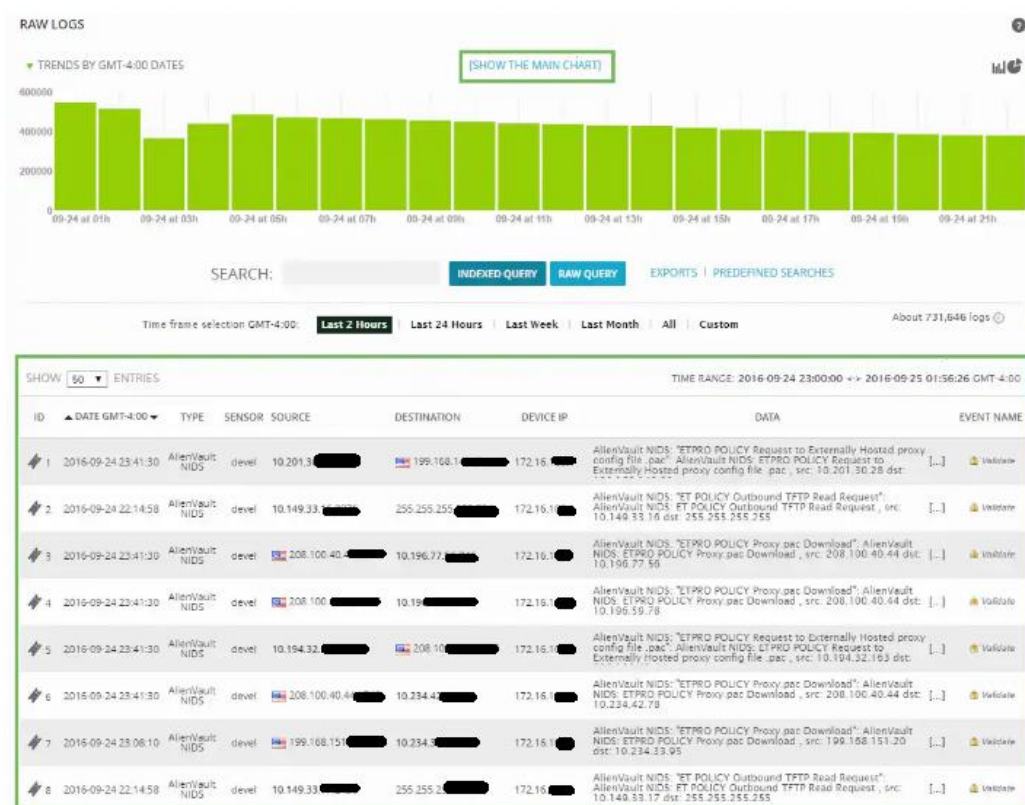 RAW LOGS
TRENDS BY GMT-4:00 DATES
[SHOW THE MAIN CHART]
600000
400000
200000
0
09-24 at 01h 09-24 at 03h 09-24 at 05h 09-24 at 07h 09-24 at 09h 09-24 at 11h 09-24 at 13h 09-24 at 15h 09-24 at 17h 09-24 at 19h 09-24 at 21h
SEARCH: INDEXED QUERY RAW QUERY EXPORTS | PREDEFINED SEARCHES
Time frame selection GMT-4:00: Last 2 Hours | Last 24 Hours | Last Week | Last Month | All | Custom About 731,646 logs
SHOW 50 ENTRIES TIME RANGE: 2016-09-24 23:00:00 <-> 2016-09-25 01:56:26 GMT-4:00
ID DATE GMT-4:00 TYPE SENSOR SOURCE DESTINATION DEVICE IP DATA EVENT NAME
1 2016-09-24 23:41:30 AlienVault NIDS devel 10.201.3 199.168.1 172.16. [...] Validate
AlienVault NIDS: "ETPRO POLICY Request to Externally Hosted proxy
config file .pac": AlienVault NIDS: ETPRO POLICY Request to
Externally Hosted proxy config file .pac , src: 10.201.30.28 dst:
2 2016-09-24 22:14:58 AlienVault NIDS devel 10.149.33. 255.255.255 172.16.1 [...] Validate
AlienVault NIDS: "ET POLICY Outbound TFTP Read Request":
AlienVault NIDS: ET POLICY Outbound TFTP Read Request , src:
10.149.33.16 dst: 255.255.255.255
3 2016-09-24 23:41:30 AlienVault NIDS devel 208.100.40. 10.196.77. 172.16.1 [...] Validate
AlienVault NIDS: "ETPRO POLICY Proxy.pac Download": AlienVault
NIDS: ETPRO POLICY Proxy.pac Download , src: 208.100.40.44 dst:
10.196.77.56
4 2016-09-24 23:41:30 AlienVault NIDS devel 208.100 10.19 172.16.1 [...] Validate
AlienVault NIDS: "ETPRO POLICY Proxy.pac Download": AlienVault
NIDS: ETPRO POLICY Proxy.pac Download , src: 208.100.40.44 dst:
10.196.59.78
5 2016-09-24 23:41:30 AlienVault NIDS devel 10.194.32. 208.10 172.16.1 [...] Validate
AlienVault NIDS: "ETPRO POLICY Request to Externally Hosted proxy
config file .pac": AlienVault NIDS: ETPRO POLICY Request to
Externally Hosted proxy config file .pac , src: 10.194.32.163 dst:
6 2016-09-24 23:41:30 AlienVault NIDS devel 208.100.40.44 10.234.42 172.16.1 [...] Validate
AlienVault NIDS: "ETPRO POLICY Proxy.pac Download": AlienVault
NIDS: ETPRO POLICY Proxy.pac Download , src: 208.100.40.44 dst:
10.234.42.78
7 2016-09-24 23:08:10 AlienVault NIDS devel 199.168.151 10.234.3 172.16.1 [...] Validate
AlienVault NIDS: "ETPRO POLICY Proxy.pac Download": AlienVault
NIDS: ETPRO POLICY Proxy.pac Download , src: 199.168.151.20
dst: 10.234.33.95
8 2016-09-24 22:14:58 AlienVault NIDS devel 10.149.33. 255.255.2 172.16. [...] Validate
AlienVault NIDS: "ET POLICY Outbound TFTP Read Request":
AlienVault NIDS: ET POLICY Outbound TFTP Read Request , src:
10.149.33.17 dst: 255.255.255.255